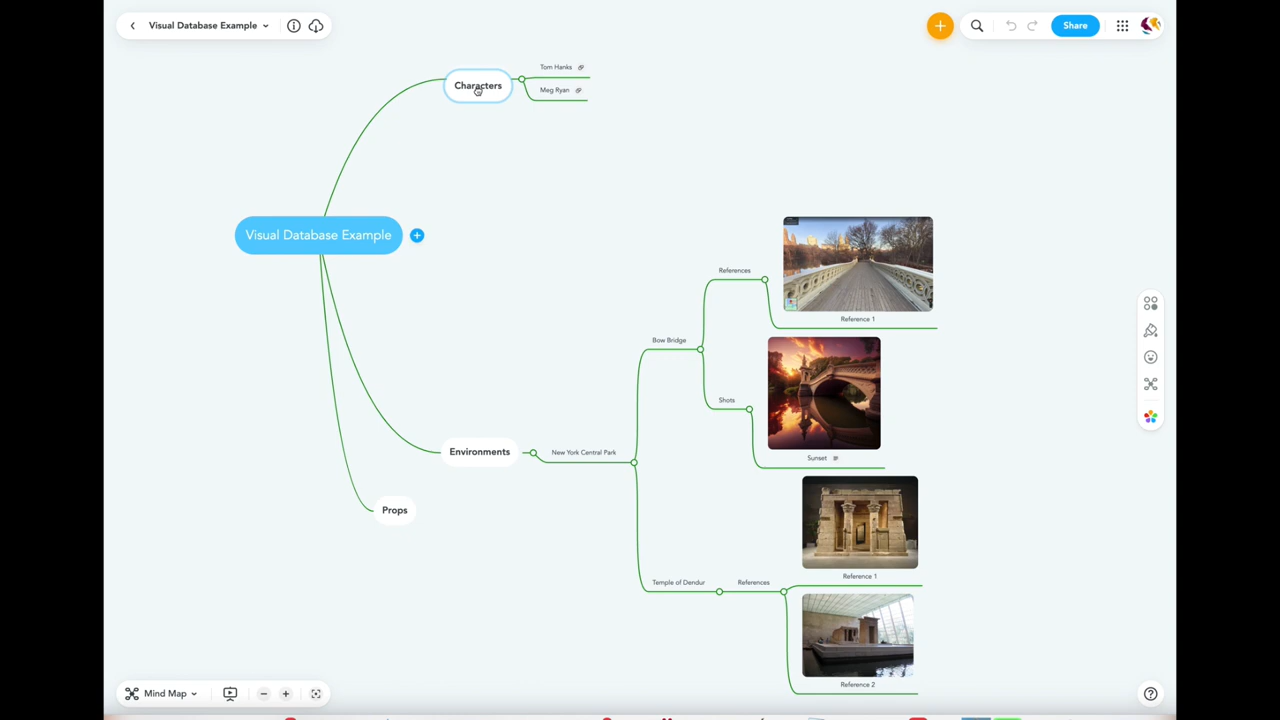 Visual Database Example
Share
Characters
Tom Hanks
Meg Ryan
Visual Database Example
References
Reference 1
Bow Bridge
Shots
Sunset
Environments
New York Central Park
Props
Reference 1
Temple of Dendur
References
Reference 2
Mind Map